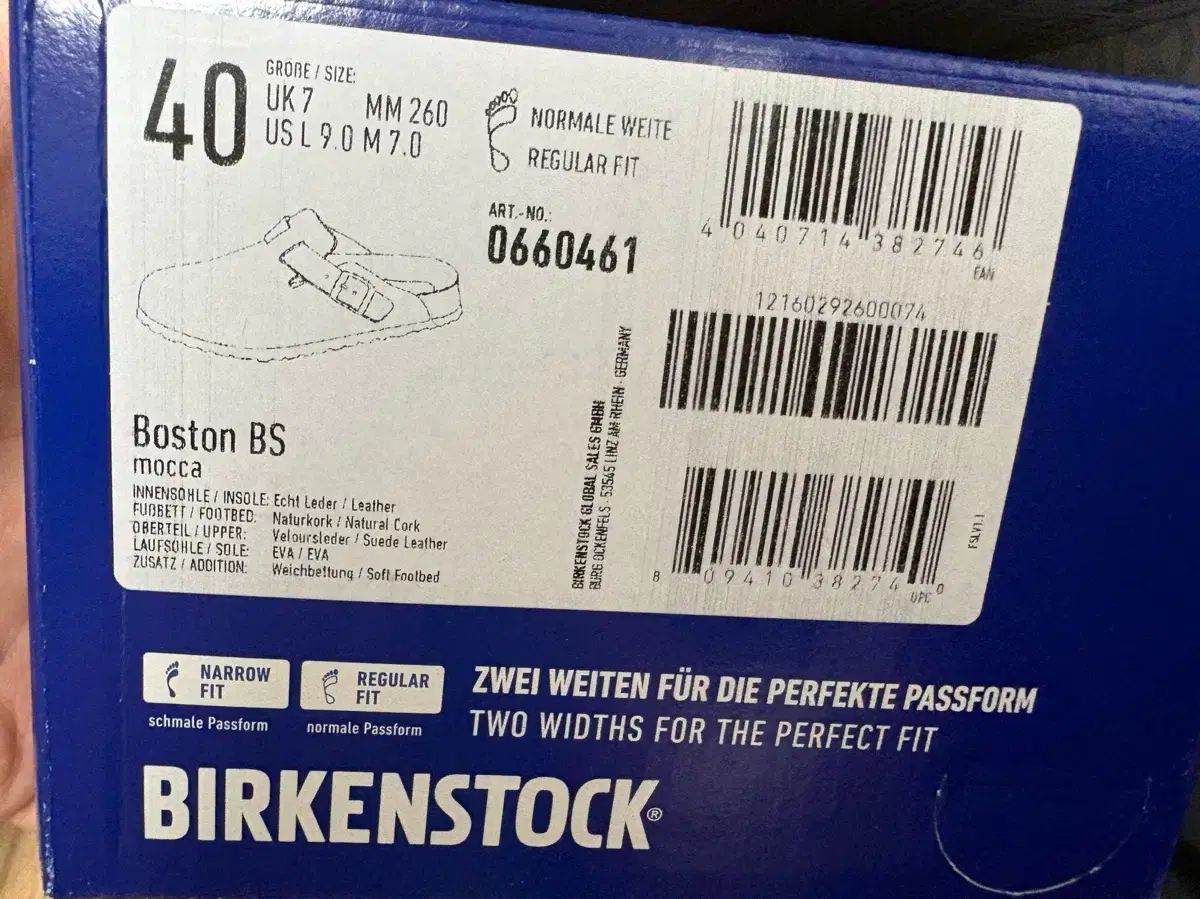 40
GRÖßE / SIZE:
UK 7 MM 260
US L 9.0 M 7.0
NORMALE WEITE
REGULAR FIT
ART.-NO.:
0660461
4 040714 382746
EAN
12160292600074
8 09410 38274 0
UPC
FSLV1.1
BIRKENSTOCK GLOBAL SALES GMBH
BURG OCKENFELS · 53545 LINZ AM RHEIN · GERMANY
Boston BS
mocca
INNENSOHLE / INSOLE: Echt Leder / Leather
FUßBETT / FOOTBED: Naturkork / Natural Cork
OBERTEIL / UPPER: Veloursleder / Suede Leather
LAUFSOHLE / SOLE: EVA / EVA
ZUSATZ / ADDITION: Weichbettung / Soft Footbed
NARROW
FIT
schmale Passform
REGULAR
FIT
normale Passform
ZWEI WEITEN FÜR DIE PERFEKTE PASSFORM
TWO WIDTHS FOR THE PERFECT FIT
BIRKENSTOCK®